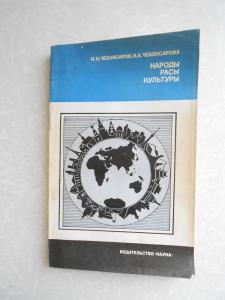 Н.Н.ЧЕБОКСАРОВ, И.А.ЧЕБОКСАРОВА
НАРОДЫ
РАСЫ
КУЛЬТУРЫ
ИЗДАТЕЛЬСТВО «НАУКА»